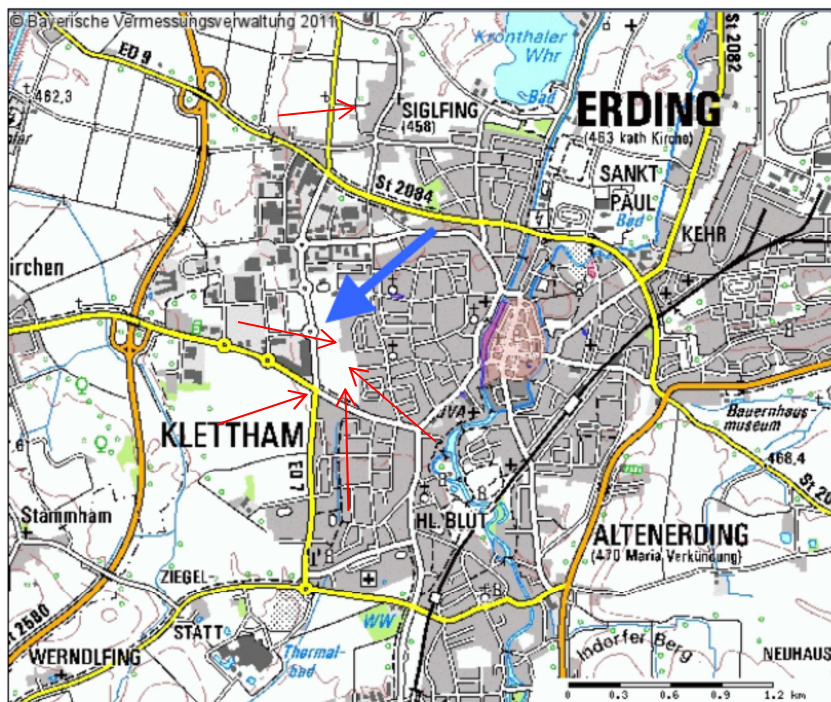 © Bayerische Vermessungsverwaltung 2011
ED 9
St 2082
Kronthaler
Whr
Bad
462,3
SIGLFING
(458)
ERDING
(463 kath Kirche)
SANKT
PAUL
Bad
St 2084
KEHR
irchen
KLETTHAM
JVA
Bauernhaus-
museum
468,4
ED 7
Stammham
HL. BLUT
ALTENERDING
(470 Maria Verkündung)
ZIEGEL-
STATT
St 2580
WW
Thermal-
bad
WERNDLFING
Indorfer Berg
NEUHAUS
0 0.3 0.6 0.9 1.2 km